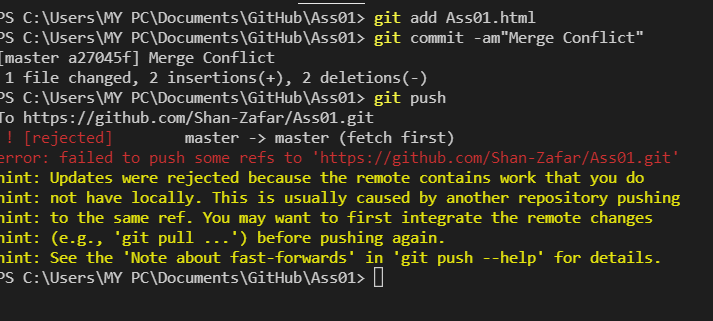 PS C:\Users\MY PC\Documents\GitHub\Ass01> git add Ass01.html
PS C:\Users\MY PC\Documents\GitHub\Ass01> git commit -am"Merge Conflict"
[master a27045f] Merge Conflict
1 file changed, 2 insertions(+), 2 deletions(-)
PS C:\Users\MY PC\Documents\GitHub\Ass01> git push
To https://github.com/Shan-Zafar/Ass01.git
! [rejected] master -> master (fetch first)
error: failed to push some refs to 'https://github.com/Shan-Zafar/Ass01.git'
hint: Updates were rejected because the remote contains work that you do
hint: not have locally. This is usually caused by another repository pushing
hint: to the same ref. You may want to first integrate the remote changes
hint: (e.g., 'git pull ...') before pushing again.
hint: See the 'Note about fast-forwards' in 'git push --help' for details.
PS C:\Users\MY PC\Documents\GitHub\Ass01>